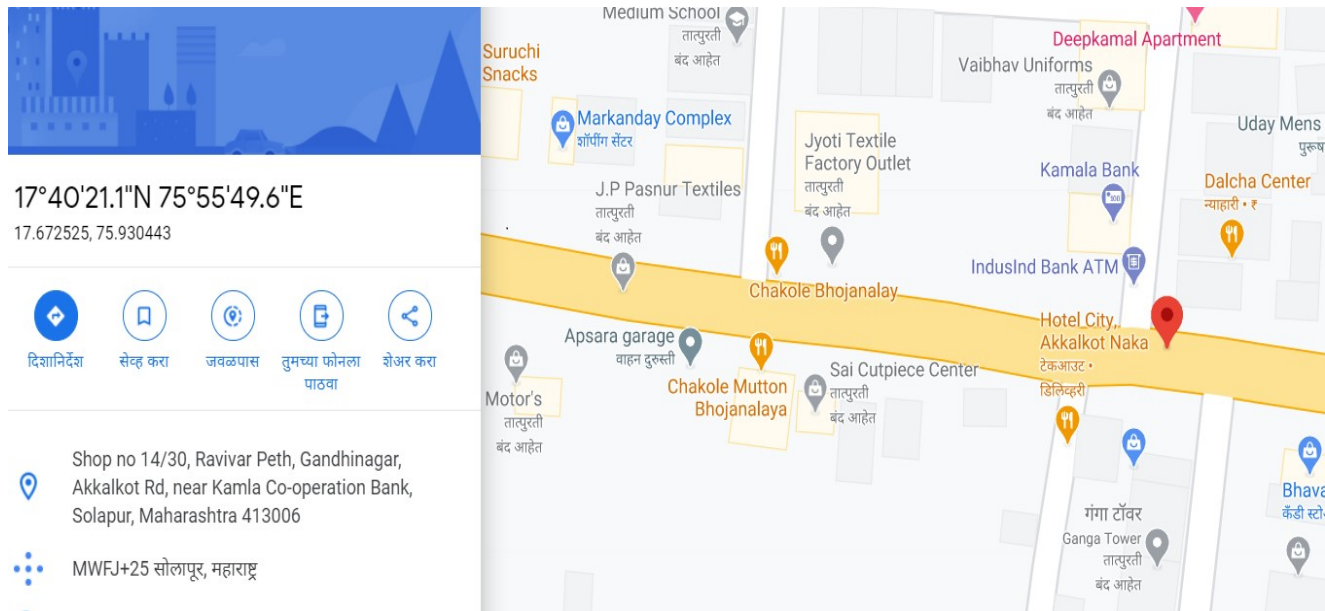 17°40'21.1"N 75°55'49.6"E
17.672525, 75.930443
दिशानिर्देश
सेव्ह करा
जवळपास
तुमच्या फोनला
पाठवा
शेअर करा
Shop no 14/30, Ravivar Peth, Gandhinagar,
Akkalkot Rd, near Kamla Co-operation Bank,
Solapur, Maharashtra 413006
MWFJ+25 सोलापूर, महाराष्ट्र
Medium School
तात्पुरती
बंद आहेत
Suruchi
Snacks
Markanday Complex
शॉपींग सेंटर
J.P Pasnur Textiles
तात्पुरती
बंद आहेत
Jyoti Textile
Factory Outlet
तात्पुरती
बंद आहेत
Deepkamal Apartment
Vaibhav Uniforms
तात्पुरती
बंद आहेत
Uday Mens
Kamala Bank
Dalcha Center
न्याहारी • ₹
IndusInd Bank ATM
Chakole Bhojanalay
Hotel City,
Akkalkot Naka
टेकआउट •
डिलिव्हरी
Apsara garage
वाहन दुरुस्ती
Chakole Mutton
Bhojanalaya
Sai Cutpiece Center
तात्पुरती
बंद आहेत
Motor's
तात्पुरती
बंद आहेत
गंगा टॉवर
Ganga Tower
तात्पुरती
बंद आहेत
Bhava
कँडी स्टो